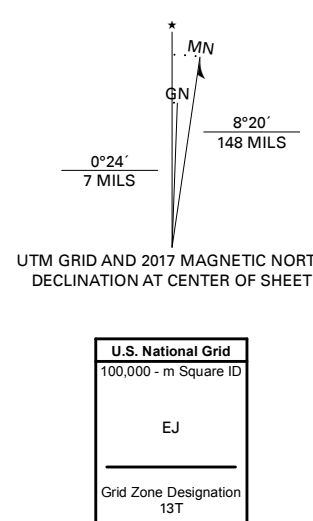 ★
MN
GN
8°20´
148 MILS
0°24´
7 MILS
UTM GRID AND 2017 MAGNETIC NORT
DECLINATION AT CENTER OF SHEET
U.S. National Grid
100,000 - m Square ID
EJ
Grid Zone Designation
13T